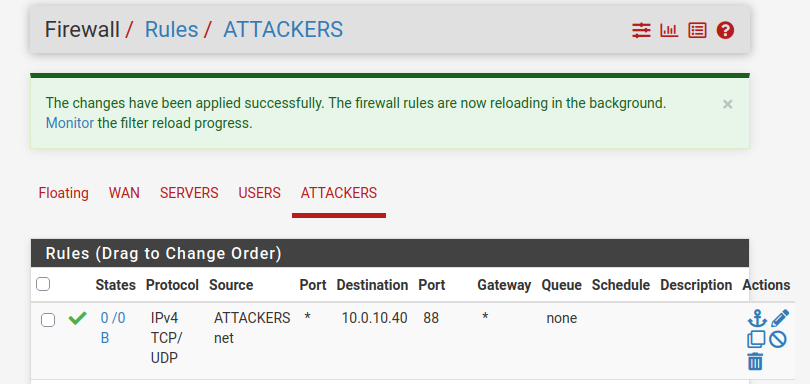 Firewall / Rules / ATTACKERS
The changes have been applied successfully. The firewall rules are now reloading in the background.
Monitor the filter reload progress.
×
Floating WAN SERVERS USERS ATTACKERS
Rules (Drag to Change Order)
States Protocol Source Port Destination Port Gateway Queue Schedule Description Actions
0 /0 IPv4 ATTACKERS * 10.0.10.40 88 * none
B TCP/ net
UDP